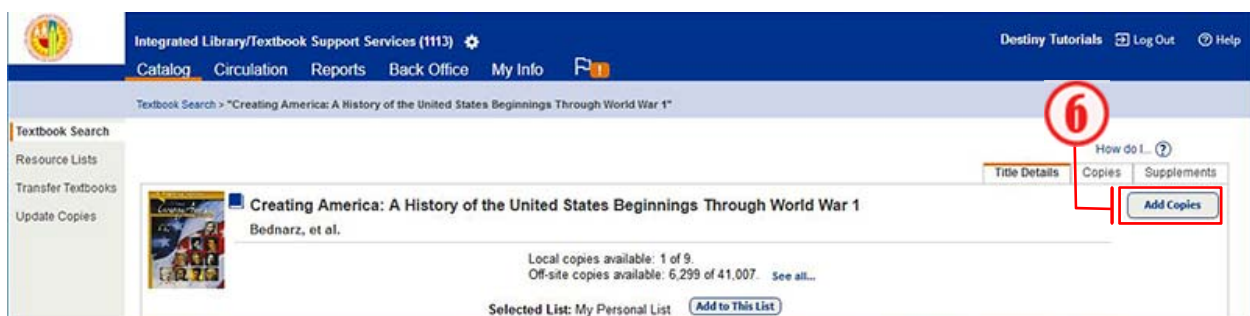 Integrated Library/Textbook Support Services (1113)
Destiny Tutorials Log Out Help
Catalog Circulation Reports Back Office My Info
Textbook Search > "Creating America: A History of the United States Beginnings Through World War 1"
6
Textbook Search
Resource Lists
Transfer Textbooks
Update Copies
How do I...
Title Details Copies Supplements
Add Copies
Creating America: A History of the United States Beginnings Through World War 1
Bednarz, et al.
Local copies available: 1 of 9.
Off-site copies available: 6,299 of 41,007. See all...
Selected List: My Personal List Add to This List